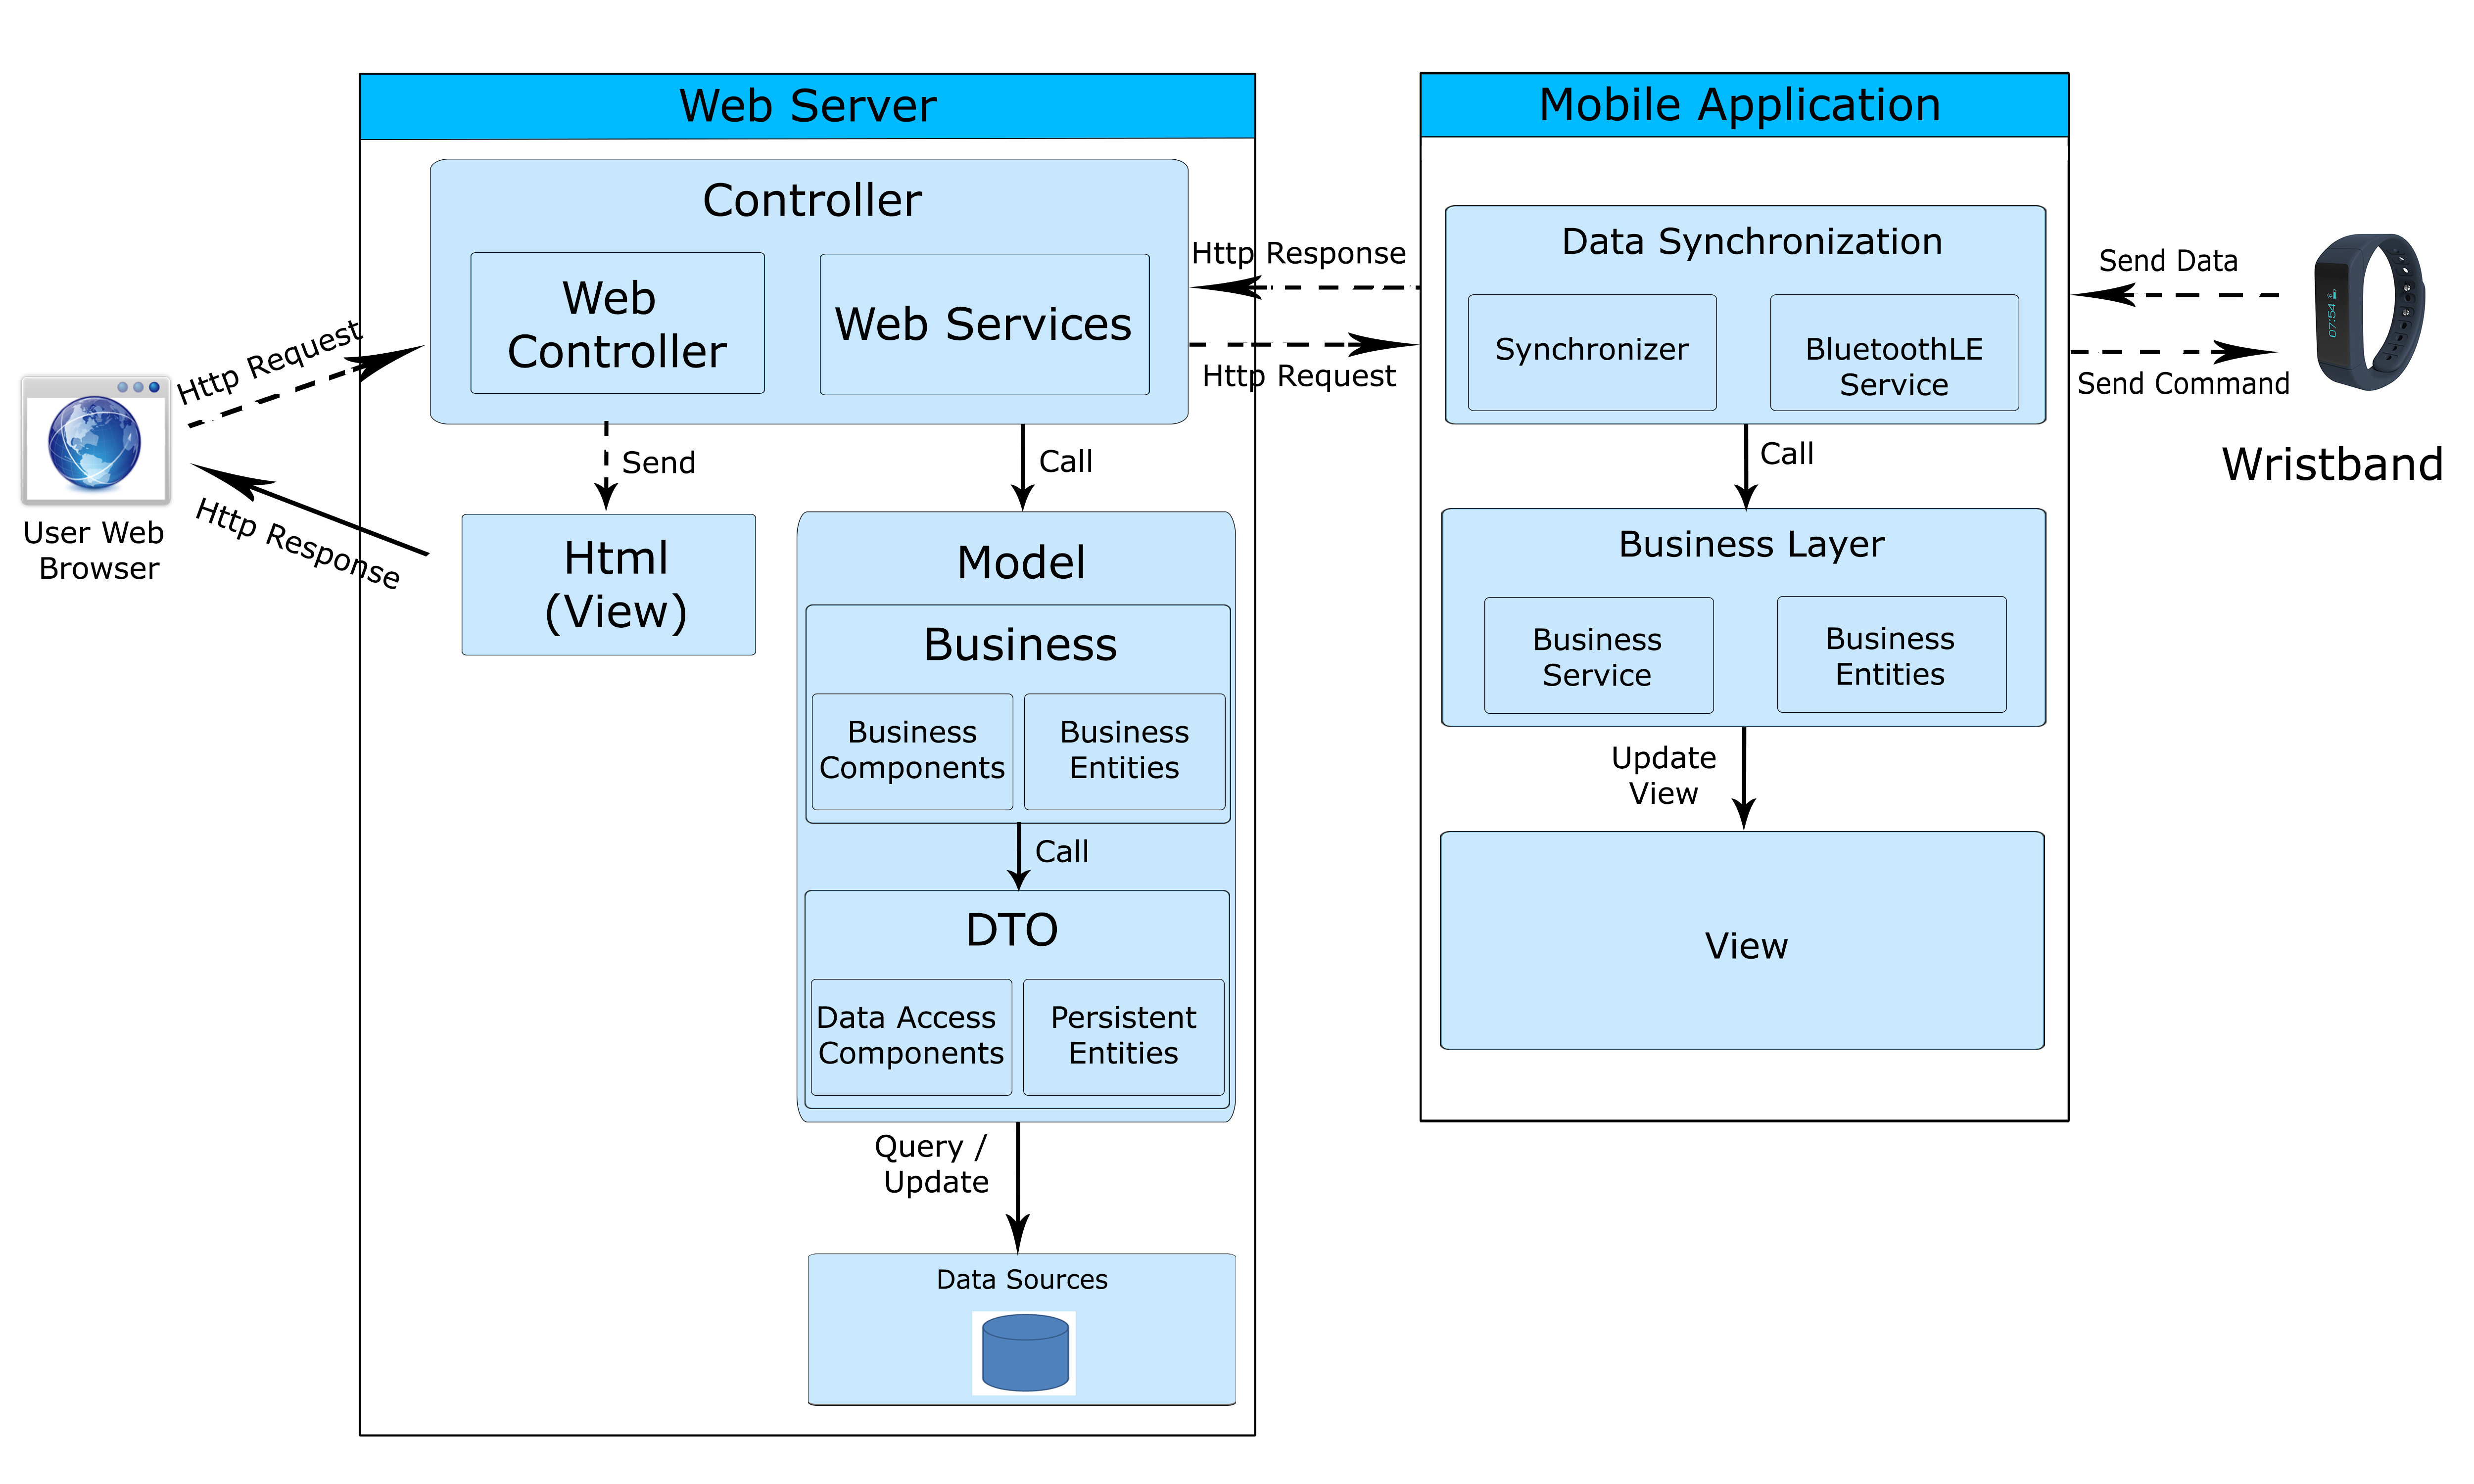 Web Server
Mobile Application
Controller
Web
Controller
Web Services
Http Request
User Web
Browser
Http Response
Send
Call
Html
(View)
Model
Business
Business
Components
Business
Entities
Call
DTO
Data Access
Components
Persistent
Entities
Query /
Update
Data Sources
Http Response
Http Request
Data Synchronization
Synchronizer
BluetoothLE
Service
Call
Business Layer
Business
Service
Business
Entities
Update
View
View
Send Data
Send Command
07:54
Wristband